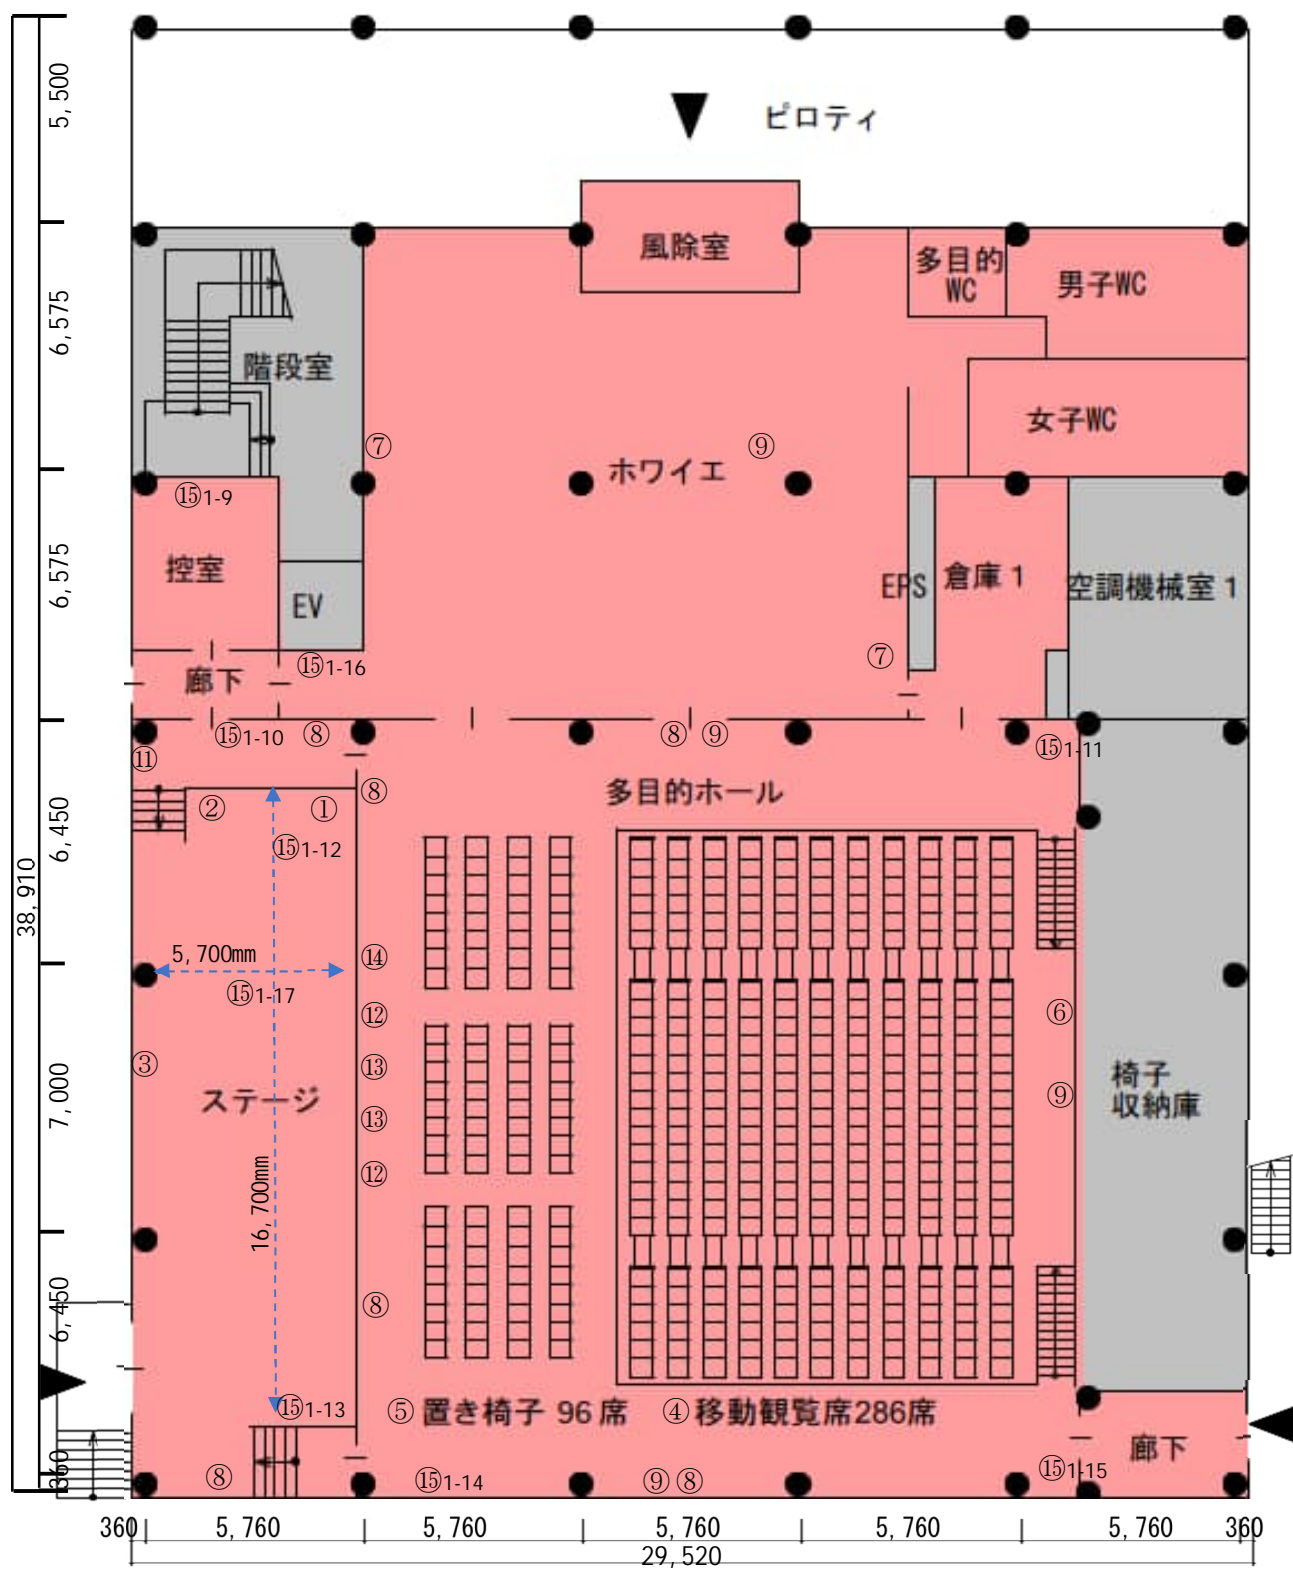 5,500
ピロティ
風除室
多目的
WC
男子WC
6,575
階段室
女子WC
⑦
⑨
ホワイエ
⑮1-9
控室
EV
6,575
EPS
倉庫1
空調機械室1
⑦
⑮1-16
廊下
⑮1-10
⑧
⑧
⑨
⑮1-11
⑪
多目的ホール
⑧
②
①
6,450
⑮1-12
38,910
5,700mm
⑭
⑮1-17
⑫
⑥
③
⑬
ステージ
7,000
椅子
収納庫
⑨
⑬
⑫
16,700mm
6,450
⑧
⑮1-13
⑤置き椅子 96席
④移動観覧席286席
廊下
360
⑧
⑮1-14
⑨⑧
⑮1-15
360
5,760
5,760
5,760
5,760
5,760
360
29,520